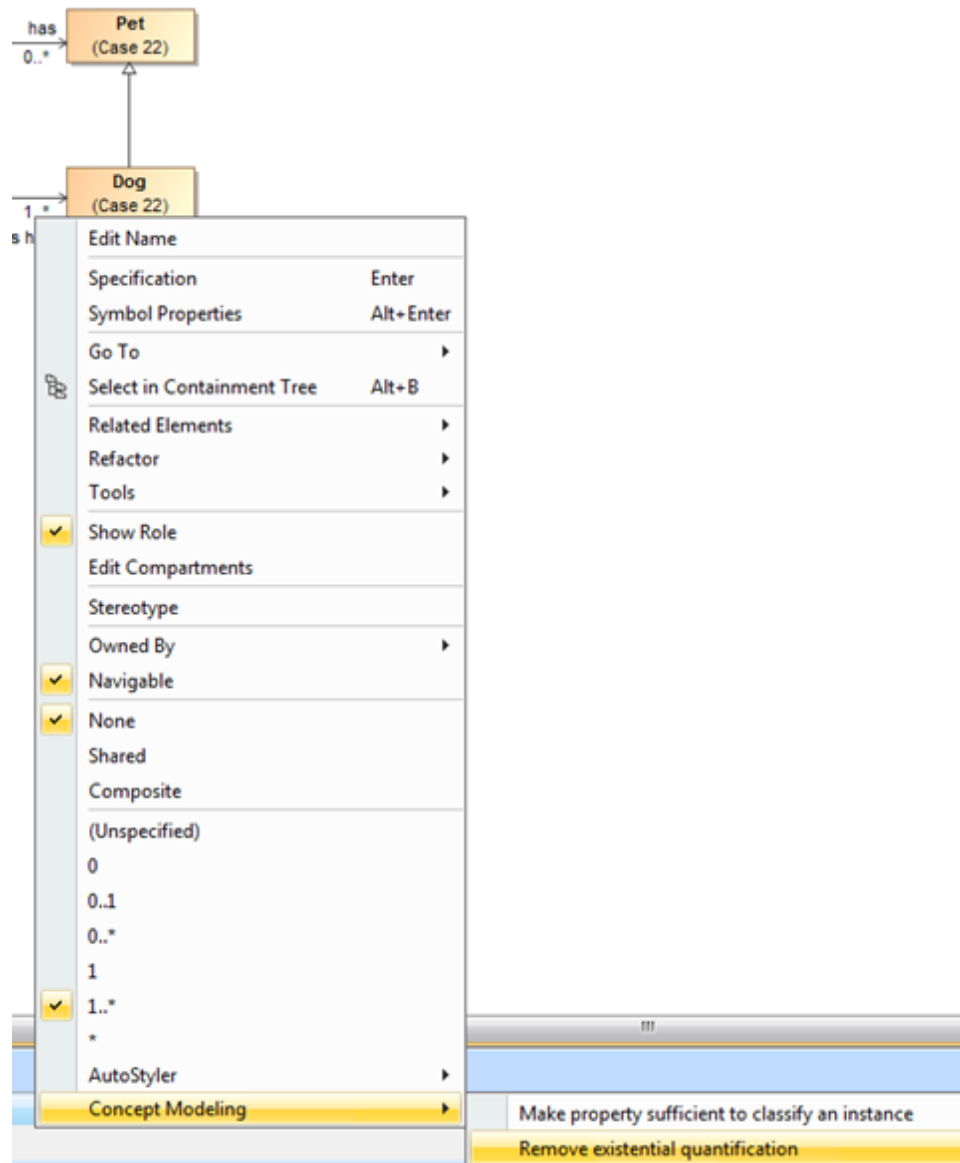 has
Pet
0..*
(Case 22)
Dog
(Case 22)
1..*
s h
Edit Name
Specification Enter
Symbol Properties Alt+Enter
Go To
Select in Containment Tree Alt+B
Related Elements
Refactor
Tools
Show Role
Edit Compartments
Stereotype
Owned By
Navigable
None
Shared
Composite
(Unspecified)
0
0..1
0..*
1
1..*
*
AutoStyler
Concept Modeling
Make property sufficient to classify an instance
Remove existential quantification